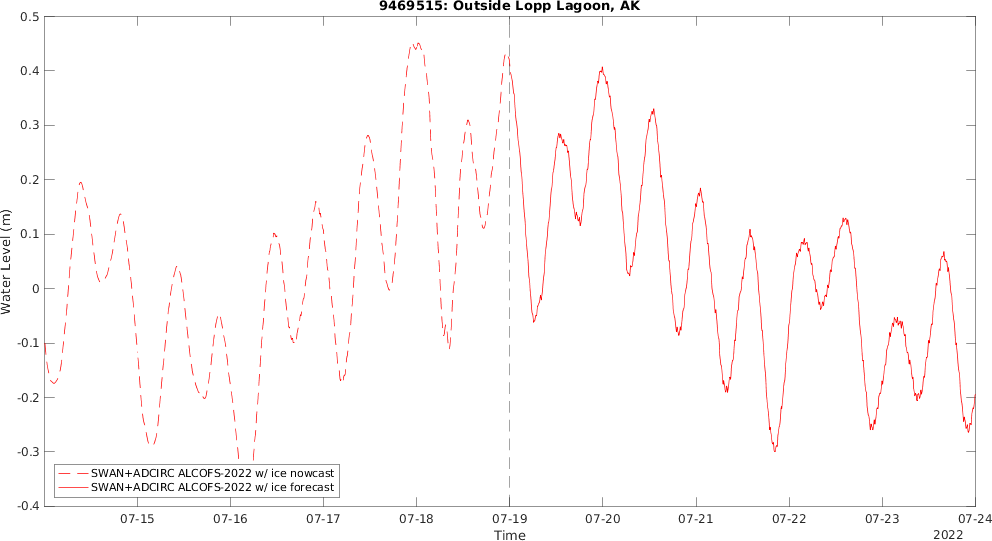 9469515: Outside Lopp Lagoon, AK
0.5
0.4
0.3
0.2
0.1
0
-0.1
-0.2
-0.3
-0.4
Water Level (m)
SWAN+ADCIRC ALCOFS-2022 w/ ice nowcast
SWAN+ADCIRC ALCOFS-2022 w/ ice forecast
07-15 07-16 07-17 07-18 07-19 07-20 07-21 07-22 07-23 07-24
Time
2022